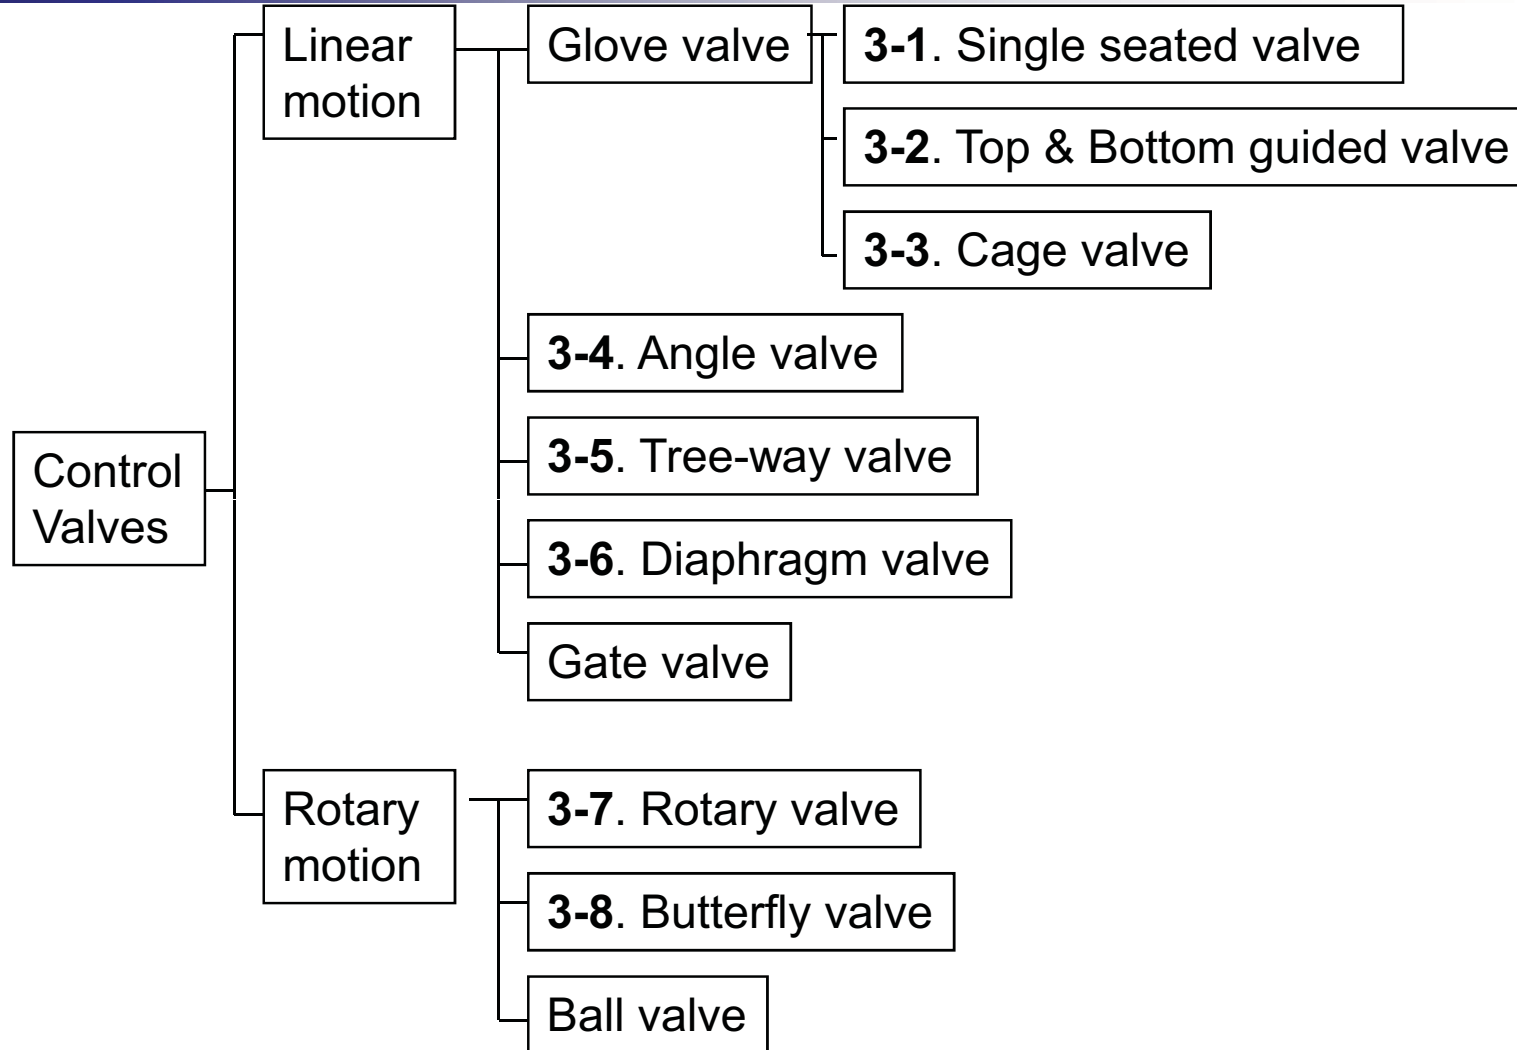 Linear
motion
Glove valve
3-1. Single seated valve
3-2. Top & Bottom guided valve
3-3. Cage valve
3-4. Angle valve
3-5. Tree-way valve
3-6. Diaphragm valve
Gate valve
Control
Valves
Rotary
motion
3-7. Rotary valve
3-8. Butterfly valve
Ball valve